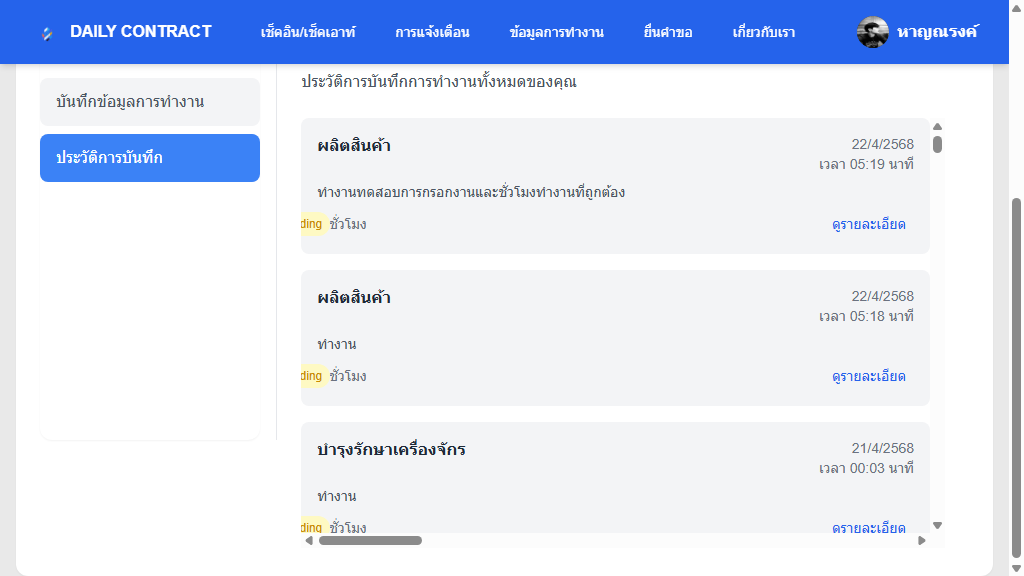 DAILY CONTRACT
เช็คอิน/เช็คเอาท์
การแจ้งเตือน
ข้อมูลการทำงาน
ยื่นคำขอ
เกี่ยวกับเรา
หาญณรงค์
บันทึกข้อมูลการทำงาน
ประวัติการบันทึก
ประวัติการบันทึกการทำงานทั้งหมดของคุณ
ผลิตสินค้า
22/4/2568
เวลา 05:19 นาที
ทำงานทดสอบการกรอกงานและชั่วโมงทำงานที่ถูกต้อง
ding ชั่วโมง
ดูรายละเอียด
ผลิตสินค้า
22/4/2568
เวลา 05:18 นาที
ทำงาน
ding ชั่วโมง
ดูรายละเอียด
บำรุงรักษาเครื่องจักร
21/4/2568
เวลา 00:03 นาที
ทำงาน
ding ชั่วโมง
ดูรายละเอียด